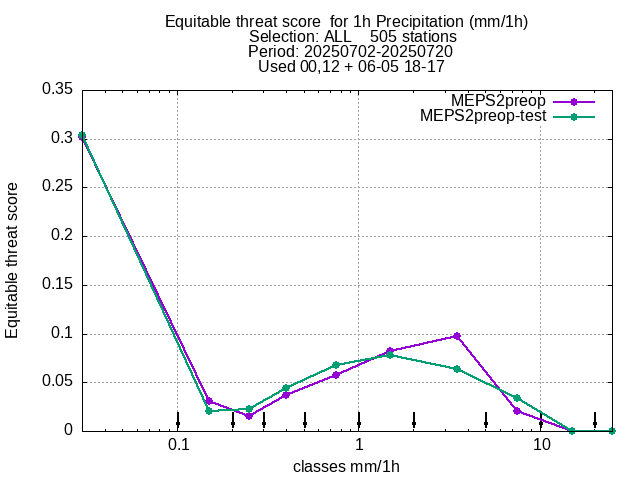 Equitable threat score  for 1h Precipitation (mm/1h)
Selection: ALL    505 stations
Period: 20250702-20250720
Used 00,12 + 06-05 18-17
MEPS2preop
MEPS2preop-test
0.35
0.3
0.25
0.2
0.15
0.1
0.05
0
Equitable threat score
0.1
1
10
classes mm/1h